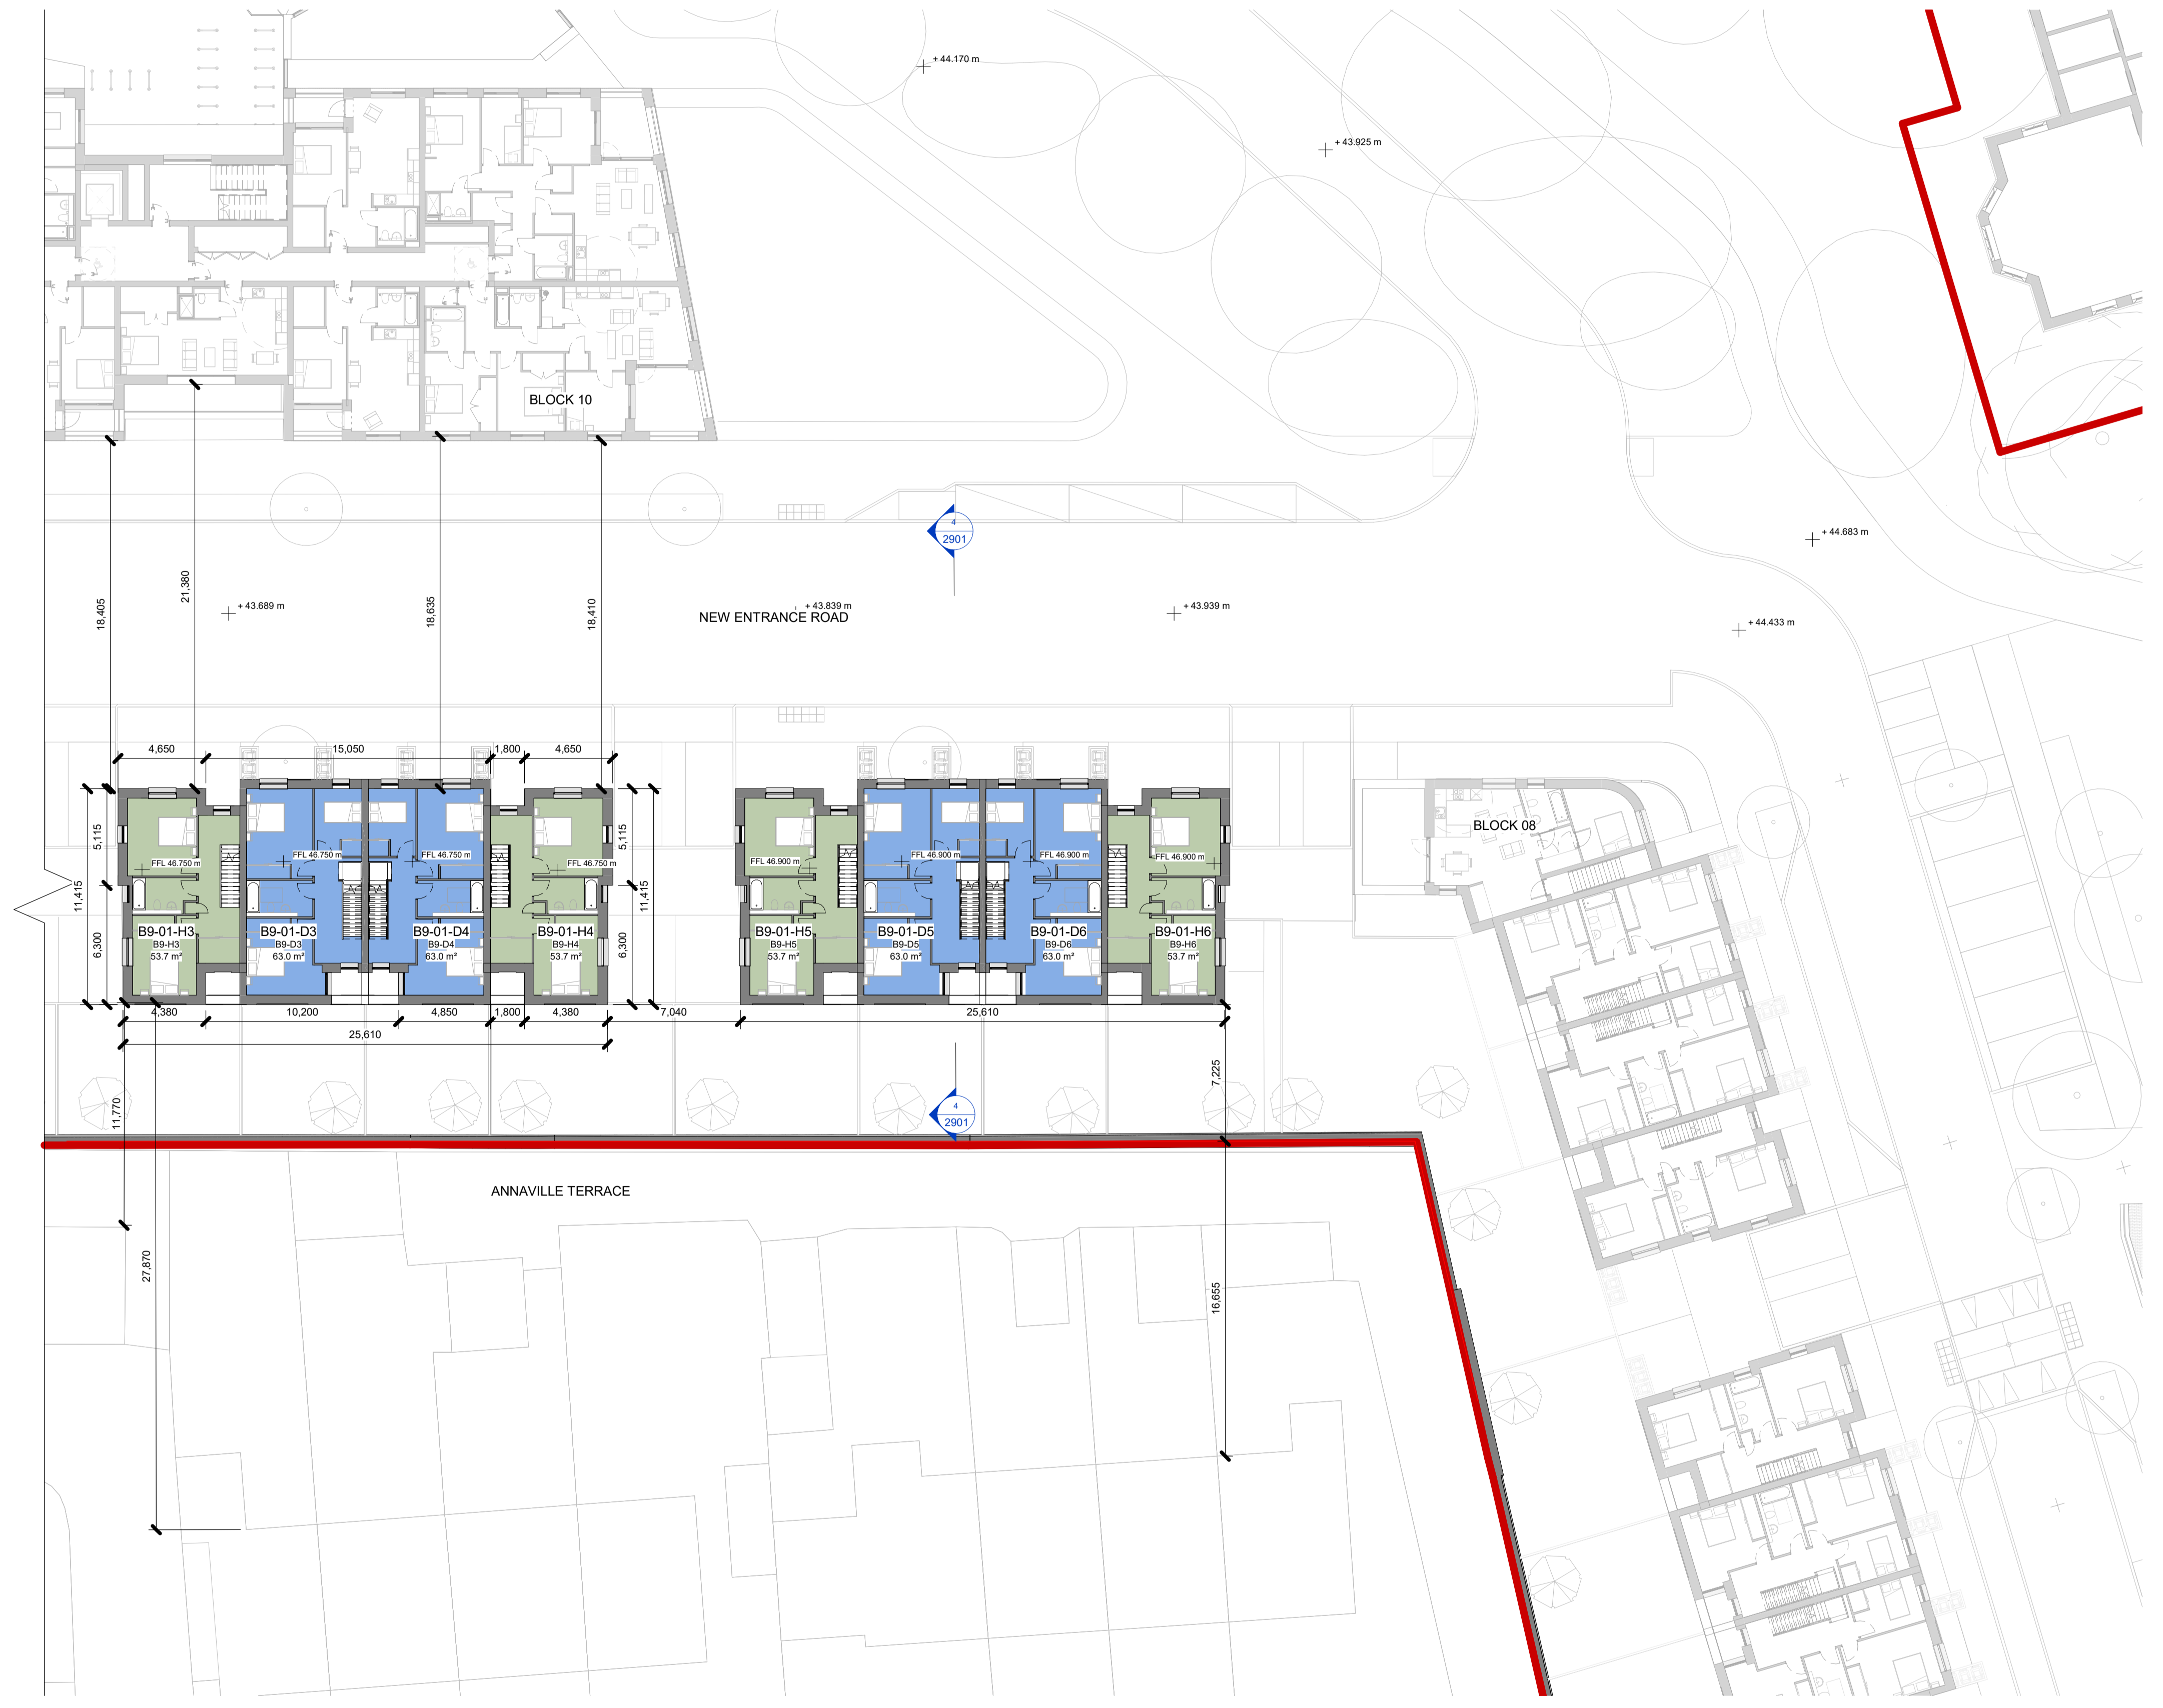 + 44.170 m
+ 43.925 m
BLOCK 10
4
2901
+ 44.683 m
21,380
18,405
18,635
18,410
+ 43.689 m
+ 43.839 m
+ 43.939 m
NEW ENTRANCE ROAD
+ 44.433 m
4,650
15,050
1,800
4,650
BLOCK 08
5,115
5,115
11,415
11,415
6,300
6,300
FFL 46.750 m
FFL 46.750 m
FFL 46.750 m
FFL 46.750 m
FFL 46.900 m
FFL 46.900 m
FFL 46.900 m
FFL 46.900 m
B9-01-H3
B9-H3
53.7 m²
B9-01-D3
B9-D3
63.0 m²
B9-01-D4
B9-D4
63.0 m²
B9-01-H4
B9-H4
53.7 m²
B9-01-H5
B9-H5
53.7 m²
B9-01-D5
B9-D5
63.0 m²
B9-01-D6
B9-D6
63.0 m²
B9-01-H6
B9-H6
53.7 m²
4,380
10,200
4,850
1,800
4,380
7,040
25,610
25,610
7,225
11,770
4
2901
ANNAVILLE TERRACE
27,870
16,655